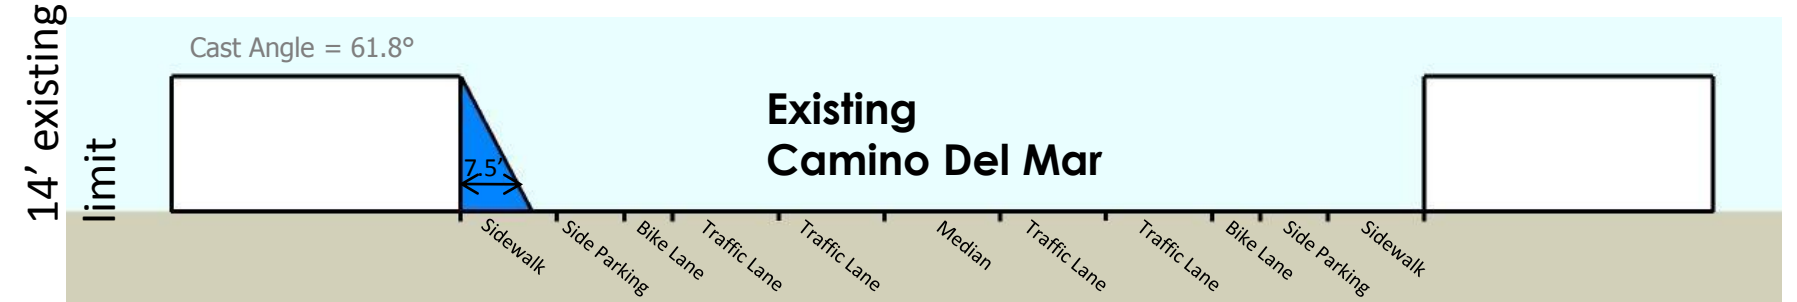 14’ existing
limit
Cast Angle = 61.8°
Existing
Camino Del Mar
7.5’
Sidewalk
Side Parking
Bike Lane
Traffic Lane
Traffic Lane
Median
Traffic Lane
Traffic Lane
Bike Lane
Side Parking
Sidewalk